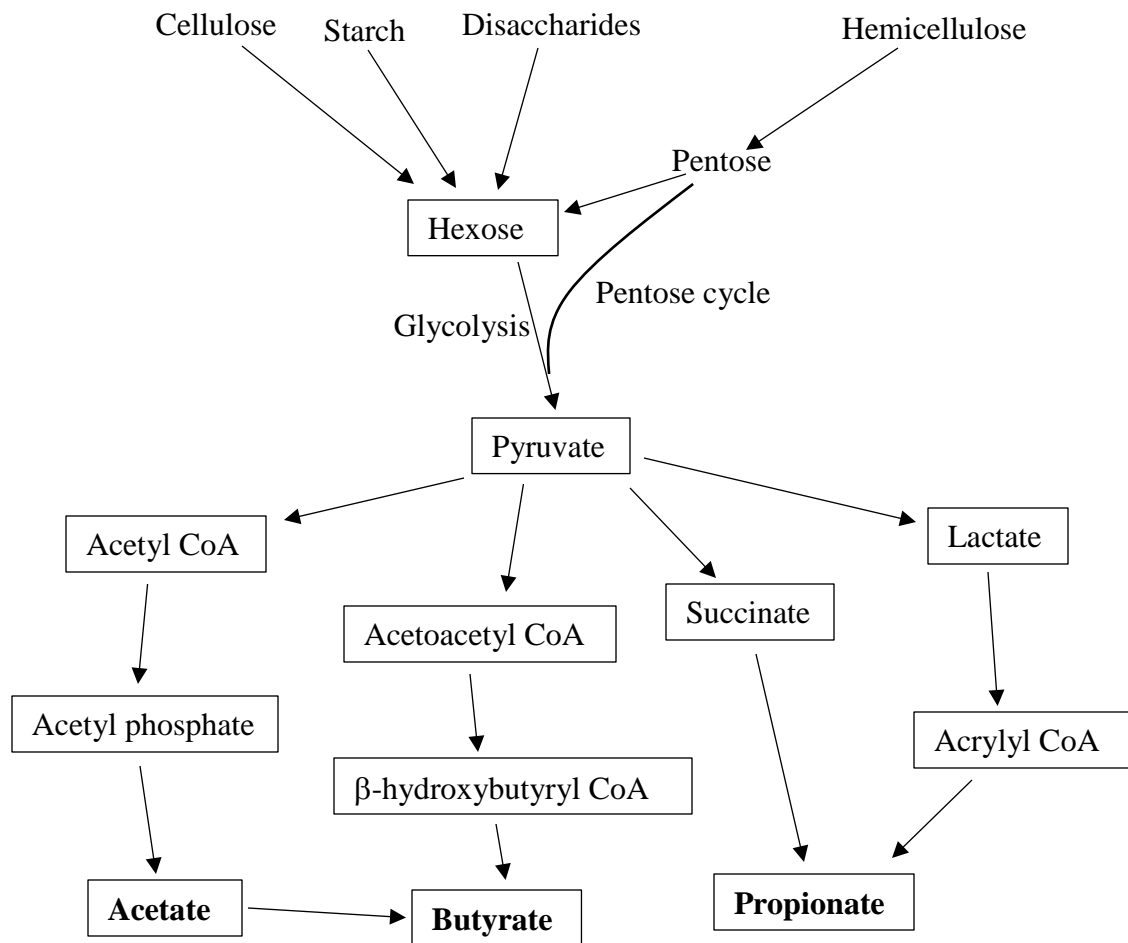 Cellulose
Starch
Disaccharides
Hemicellulose
Pentose
Hexose
Pentose cycle
Glycolysis
Pyruvate
Acetyl CoA
Lactate
Succinate
Acetoacetyl CoA
Acetyl phosphate
Acrylyl CoA
β-hydroxybutyryl CoA
Acetate
Butyrate
Propionate